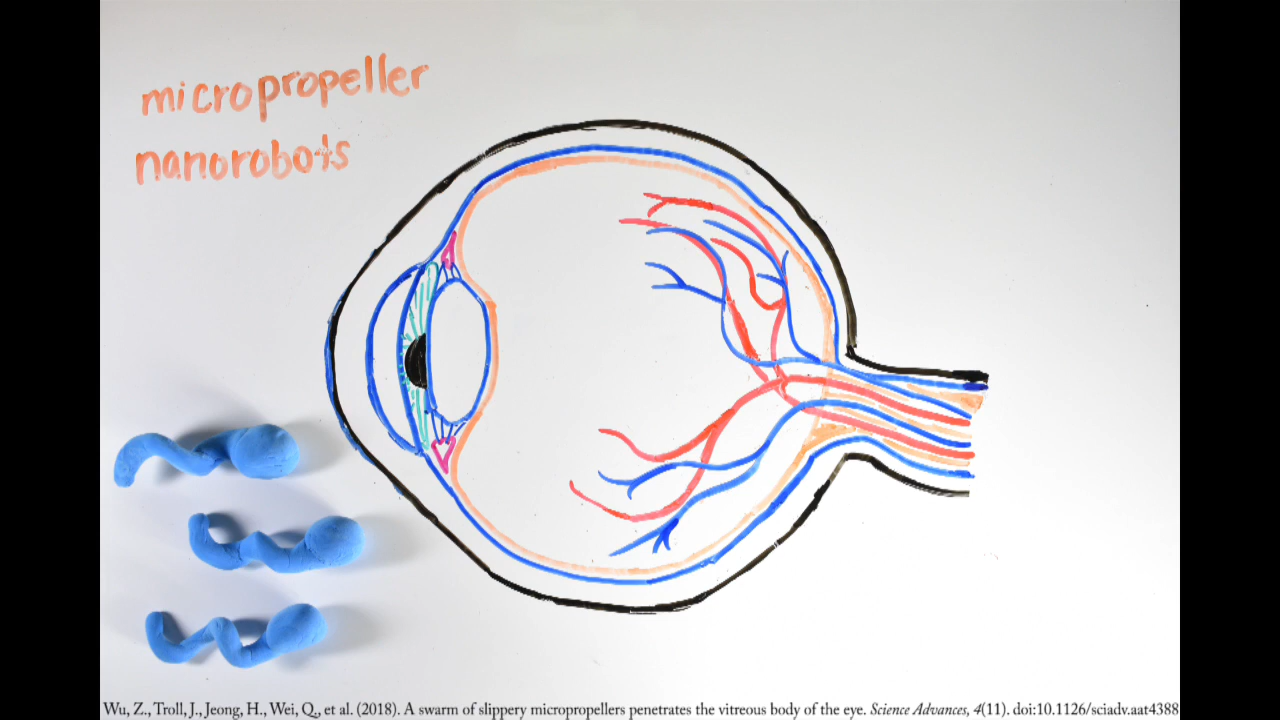 micropropeller
nanorobots
Wu, Z., Troll, J., Jeong, H., Wei, Q., et al. (2018). A swarm of slippery micropropellers penetrates the vitreous body of the eye. Science Advances, 4(11). doi:10.1126/sciadv.aat4388